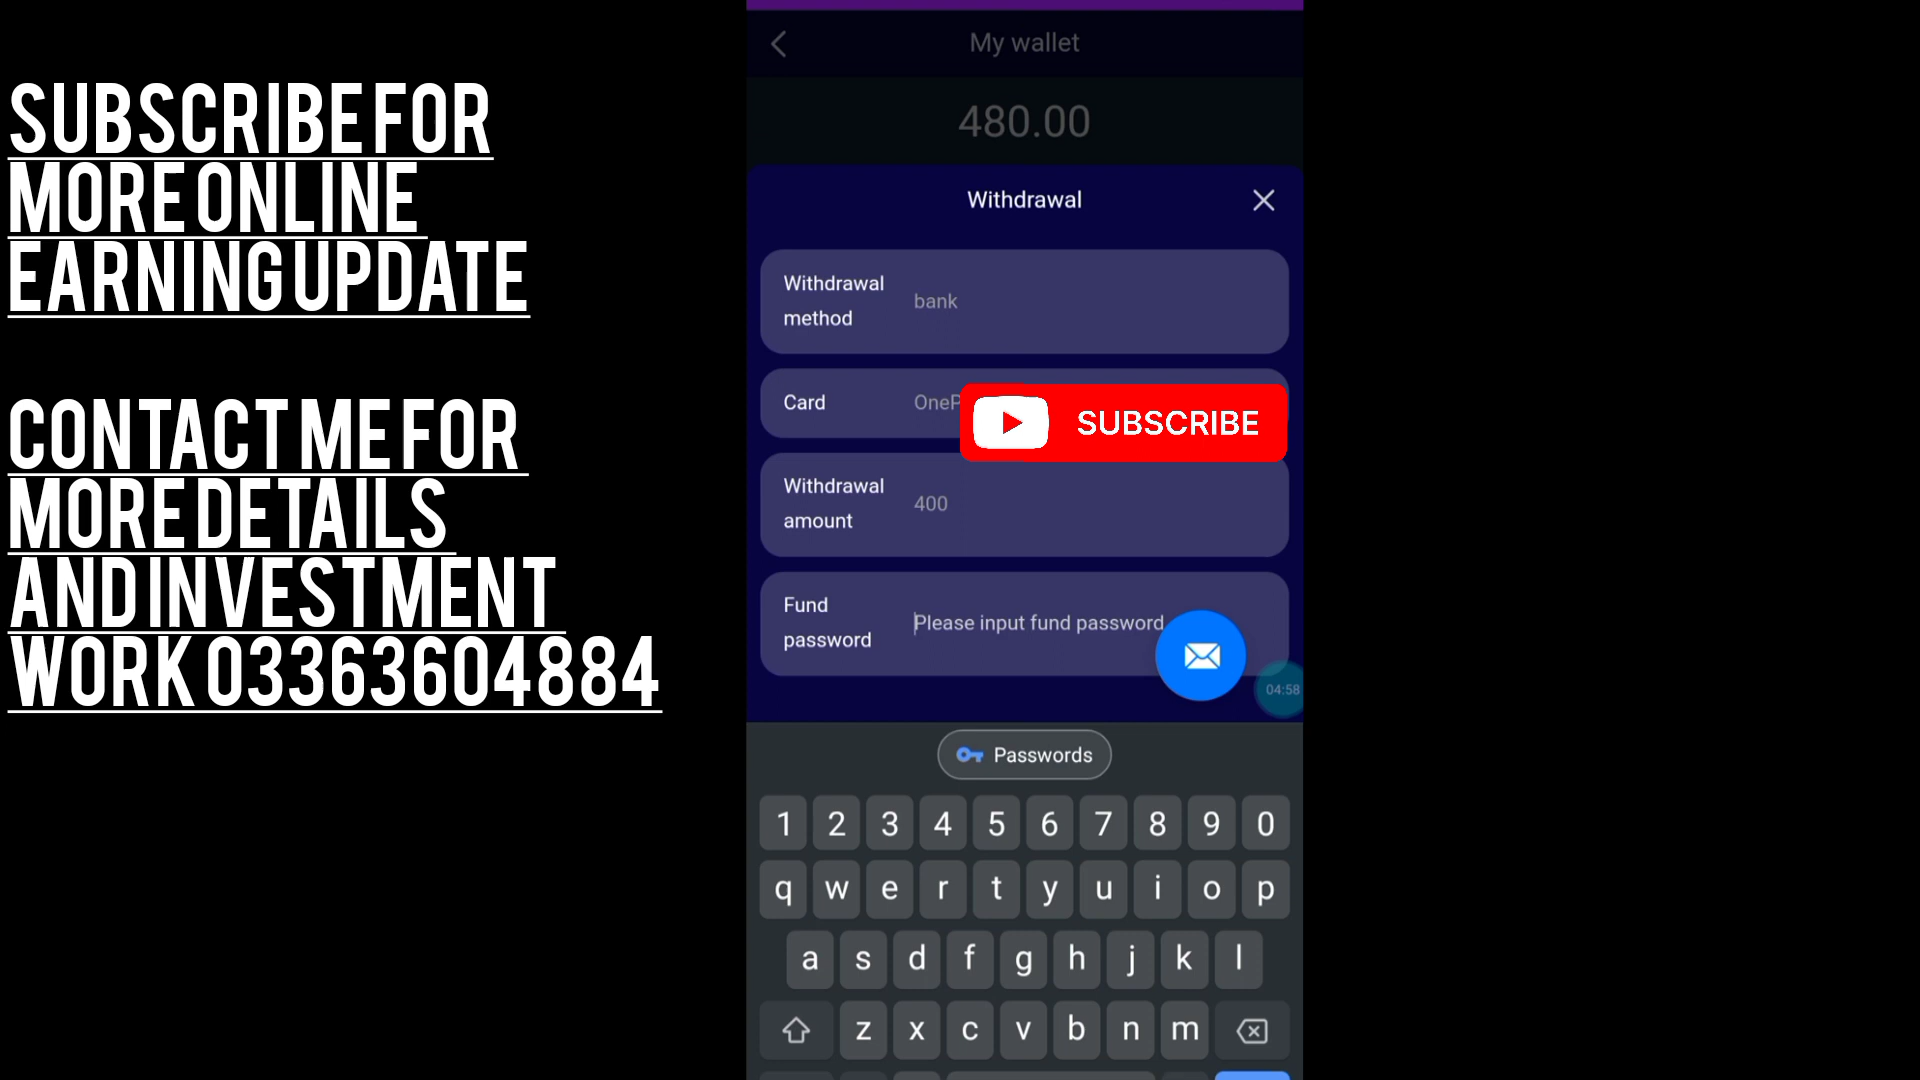 SUBSCRIBE FOR
MORE ONLINE
EARNING UPDATE
CONTACT ME FOR
MORE DETAILS
AND INVESTMENT
WORK 03363604884
My wallet
480.00
Withdrawal
Withdrawal
method
bank
Card
OneP
SUBSCRIBE
Withdrawal
amount
400
Fund
password
Please input fund password
04:58
Passwords
1 2 3 4 5 6 7 8 9 0
q w e r t y u i o p
a s d f g h j k l
z x c v b n m